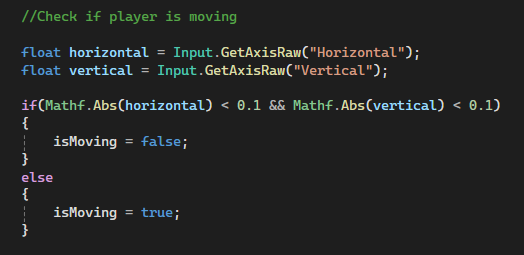 //Check if player is moving
float horizontal = Input.GetAxisRaw("Horizontal");
float vertical = Input.GetAxisRaw("Vertical");
if(Mathf.Abs(horizontal) < 0.1 && Mathf.Abs(vertical) < 0.1)
{
isMoving = false;
}
else
{
isMoving = true;
}